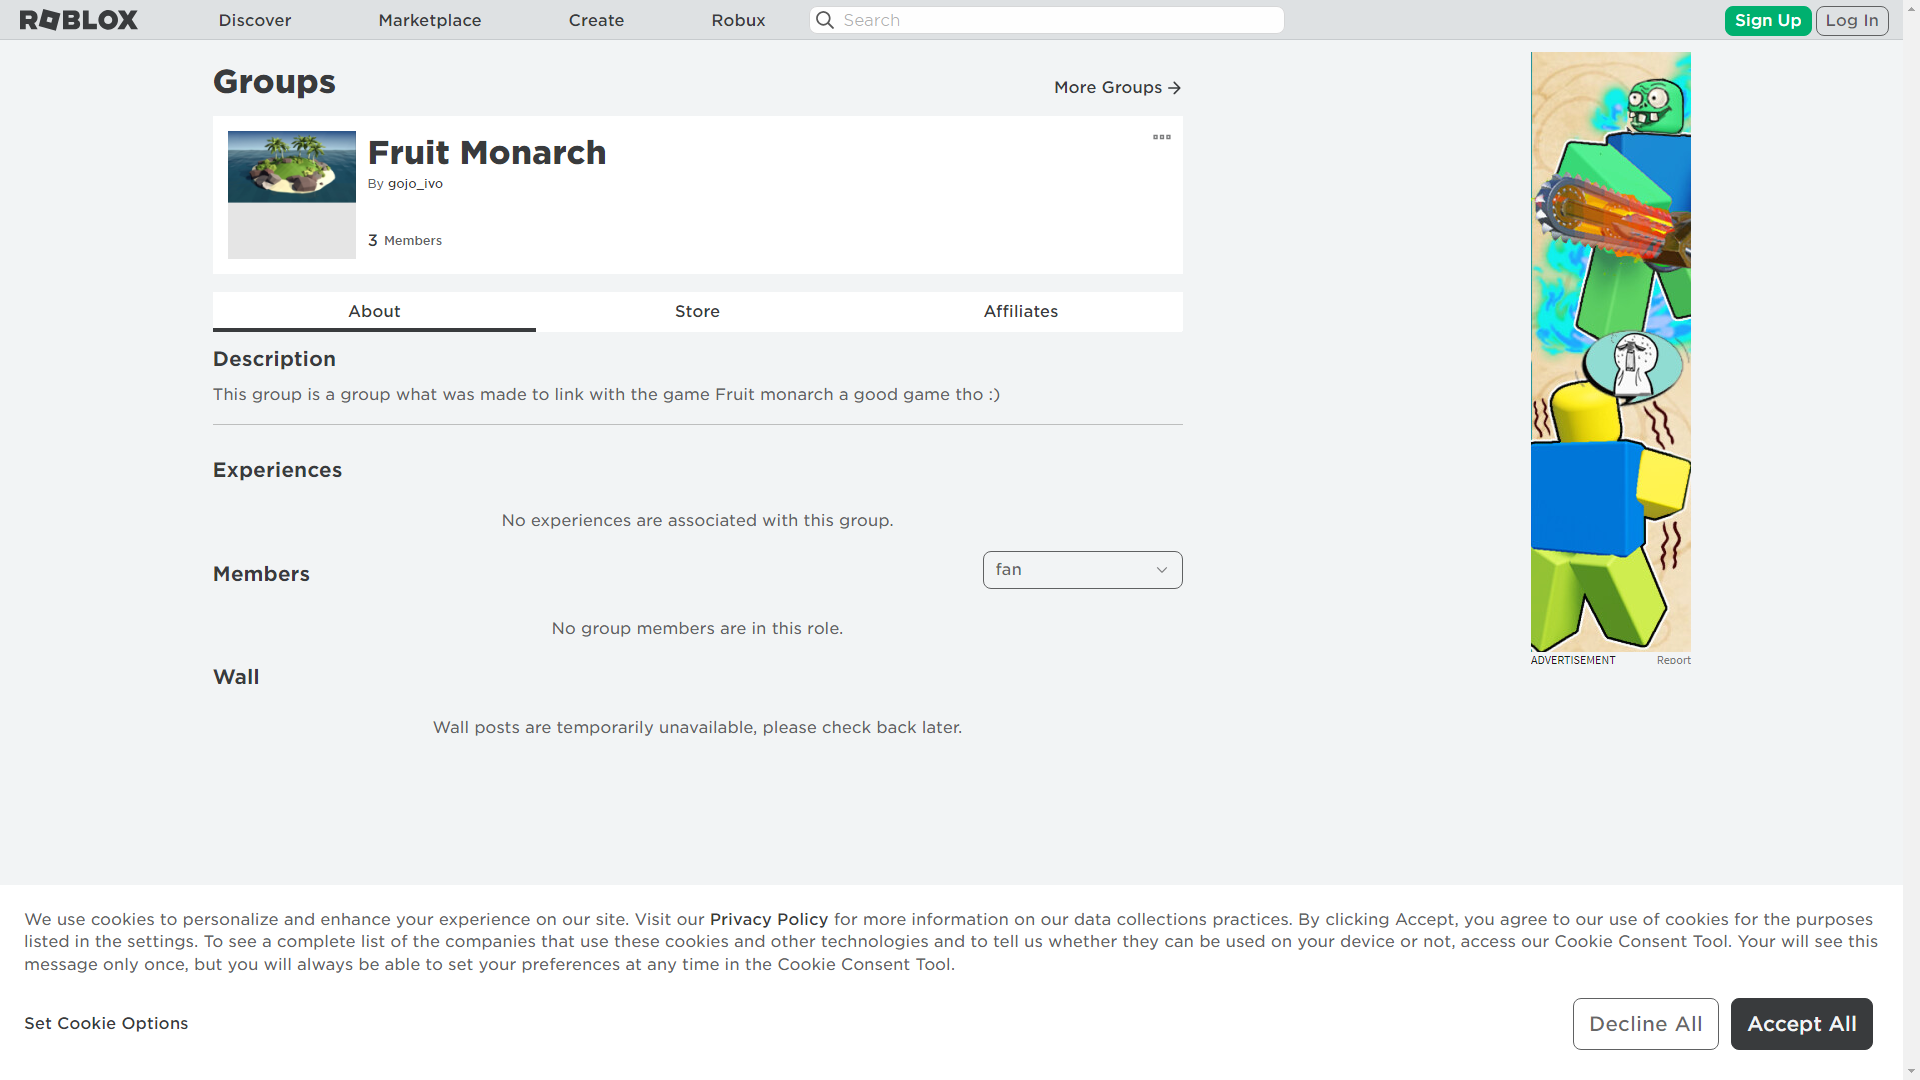 ROBLOX Discover Marketplace Create Robux Search Sign Up Log In
Groups
More Groups
Fruit Monarch
By gojo_ivo
3 Members
About Store Affiliates
Description
This group is a group what was made to link with the game Fruit monarch a good game tho :)
Experiences
No experiences are associated with this group.
Members
fan
No group members are in this role.
Wall
Wall posts are temporarily unavailable, please check back later.
ADVERTISEMENT Report
We use cookies to personalize and enhance your experience on our site. Visit our Privacy Policy for more information on our data collections practices. By clicking Accept, you agree to our use of cookies for the purposes
listed in the settings. To see a complete list of the companies that use these cookies and other technologies and to tell us whether they can be used on your device or not, access our Cookie Consent Tool. Your will see this
message only once, but you will always be able to set your preferences at any time in the Cookie Consent Tool.
Set Cookie Options
Decline All
Accept All